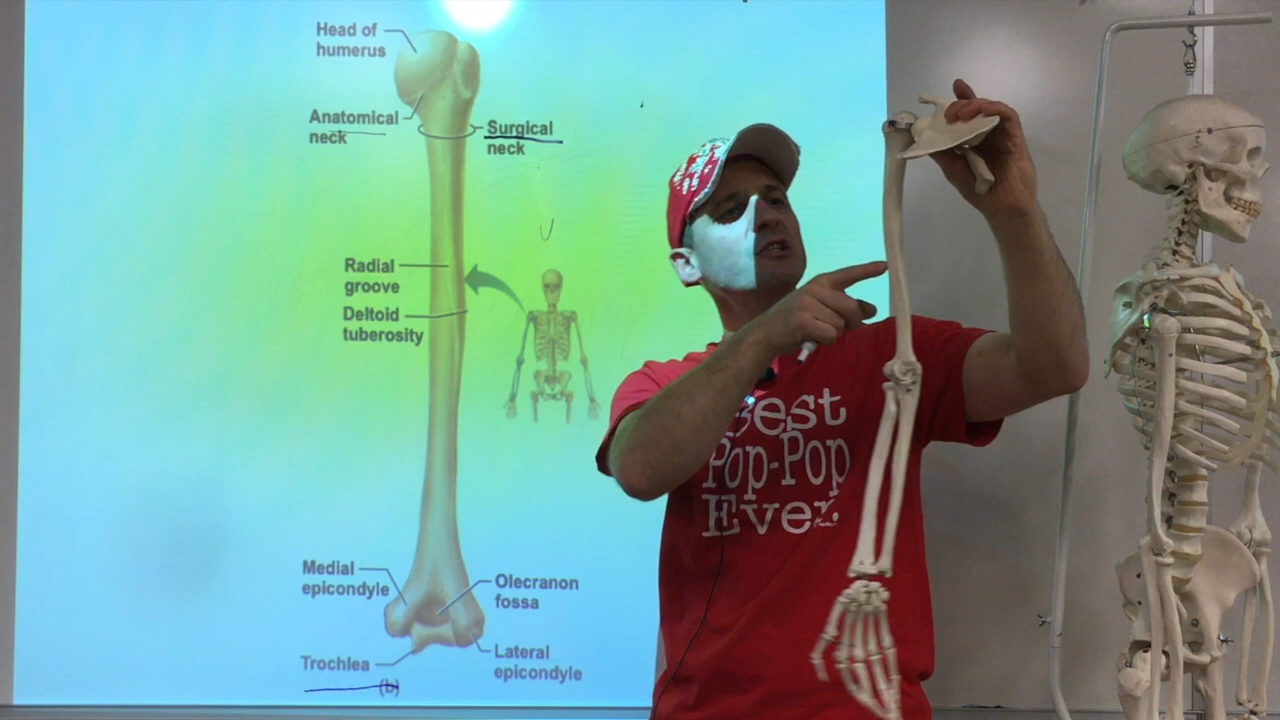 Head of
humerus
Anatomical
neck
Surgical
neck
Radial
groove
Deltoid
tuberosity
Medial
epicondyle
Olecranon
fossa
Trochlea
Lateral
epicondyle
(b)
Best
Pop-Pop
Ever.